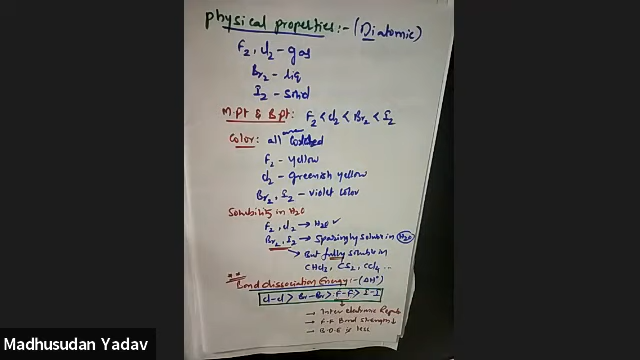 Physical properties:- (Diatomic)
F2, Cl2 - gas
Br2 - liq
I2 - solid
M.Pt & B.Pt: F2 < Cl2 < Br2 < I2
Color: all are
F2 - yellow
Cl2 - greenish yellow
Br2, I2 - violet color
Solubility in H2O
F2, Cl2 → H2O ✓
Br2, I2 → Sparingly soluble in H2O
→ But fully soluble in
CHCl3, CS2, CCl4...
** Bond dissociation Energy:- (ΔH°)
Cl-Cl > Br-Br > F-F > I-I
→ Inter electronic
→ F-F Bond strength ↓
→ B.D.E is less
Madhusudan Yadav